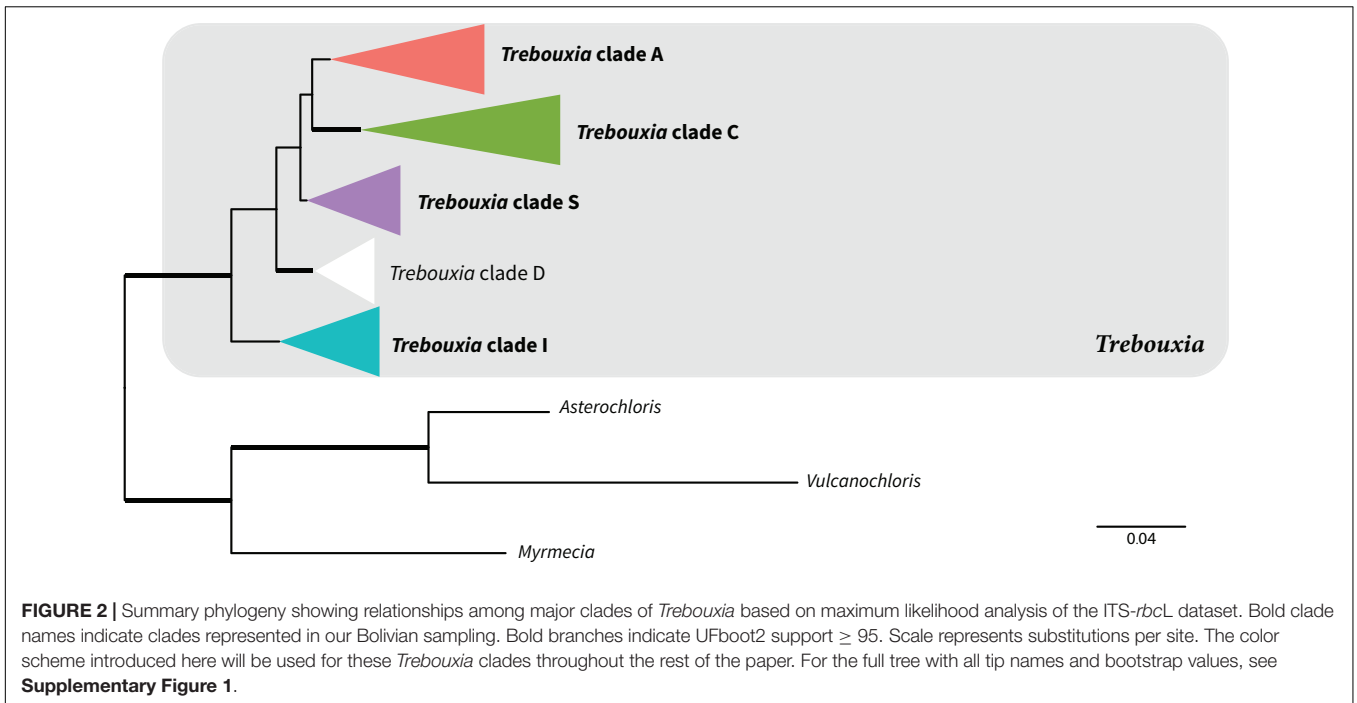 Trebouxia clade A
Trebouxia clade C
Trebouxia clade S
Trebouxia clade D
Trebouxia clade I
Trebouxia
Asterochloris
Vulcanochloris
0.04
Myrmecia
FIGURE 2 | Summary phylogeny showing relationships among major clades of Trebouxia based on maximum likelihood analysis of the ITS-rbcL dataset. Bold clade
names indicate clades represented in our Bolivian sampling. Bold branches indicate UFboot2 support ≥ 95. Scale represents substitutions per site. The color
scheme introduced here will be used for these Trebouxia clades throughout the rest of the paper. For the full tree with all tip names and bootstrap values, see
Supplementary Figure 1.